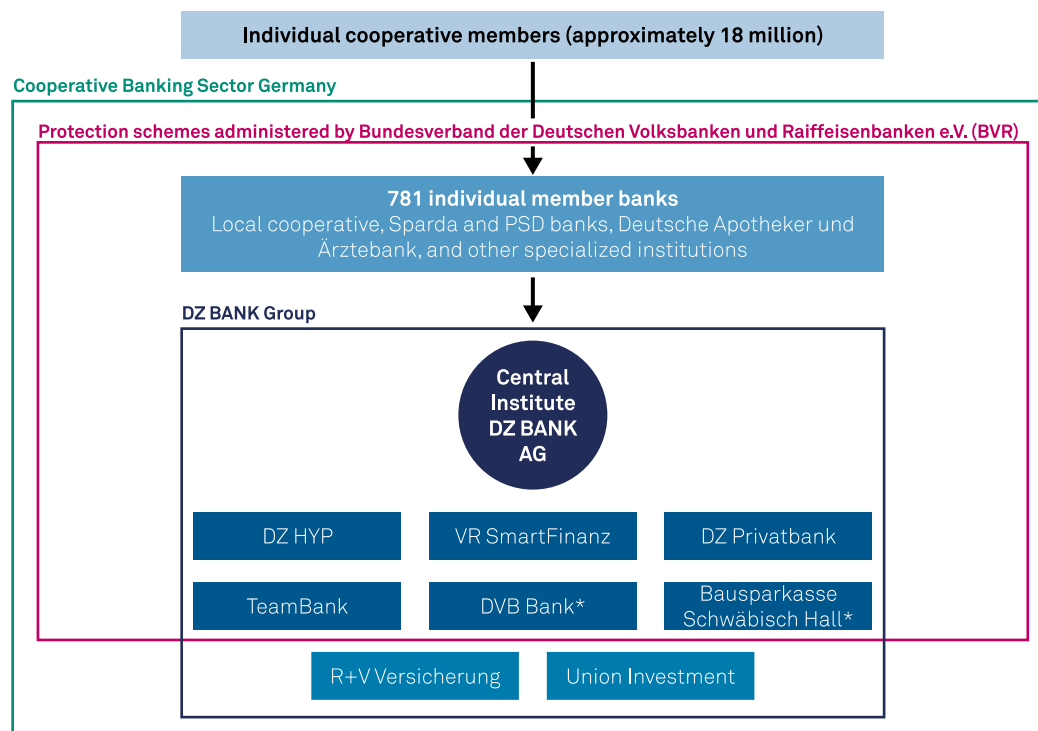 Individual cooperative members (approximately 18 million)
Cooperative Banking Sector Germany
Protection schemes administered by Bundesverband der Deutschen Volksbanken und Raiffeisenbanken e.V. (BVR)
781 individual member banks
Local cooperative, Sparda and PSD banks, Deutsche Apotheker und
Ärztebank, and other specialized institutions
DZ BANK Group
Central
Institute
DZ BANK
AG
DZ HYP
VR SmartFinanz
DZ Privatbank
TeamBank
DVB Bank*
Bausparkasse
Schwäbisch Hall*
R+V Versicherung
Union Investment